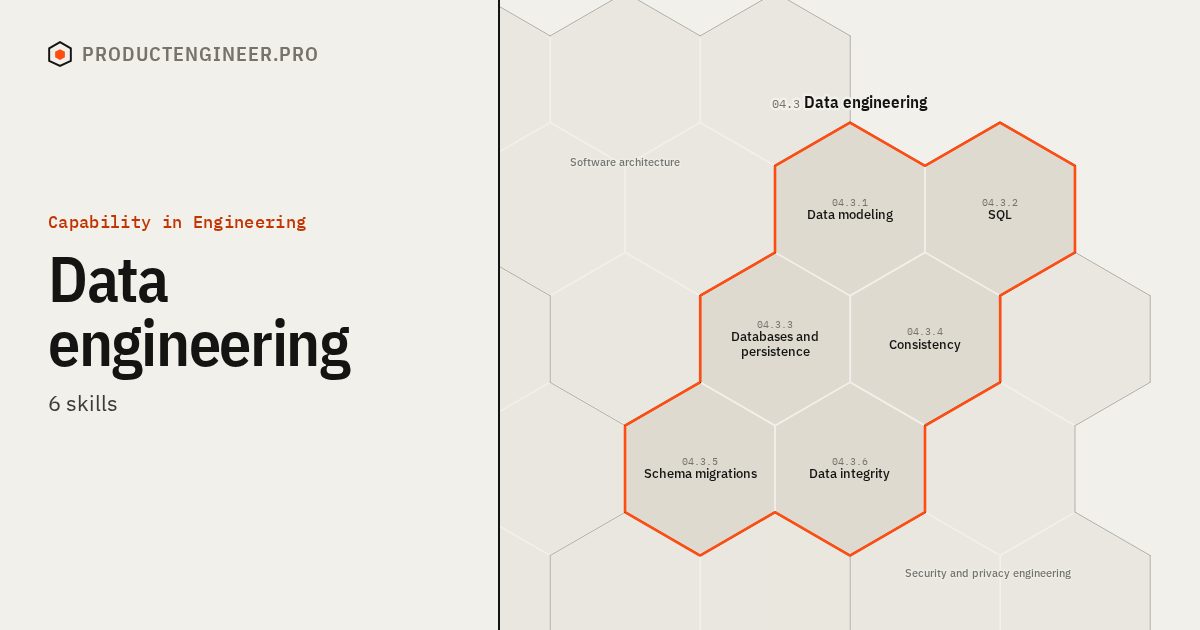 PRODUCTENGINEER.PRO
Capability in Engineering
Data
engineering
6 skills
04.3 Data engineering
Software architecture
04.3.1
Data modeling
04.3.2
SQL
04.3.3
Databases and
persistence
04.3.4
Consistency
04.3.5
Schema migrations
04.3.6
Data integrity
Security and privacy engineering